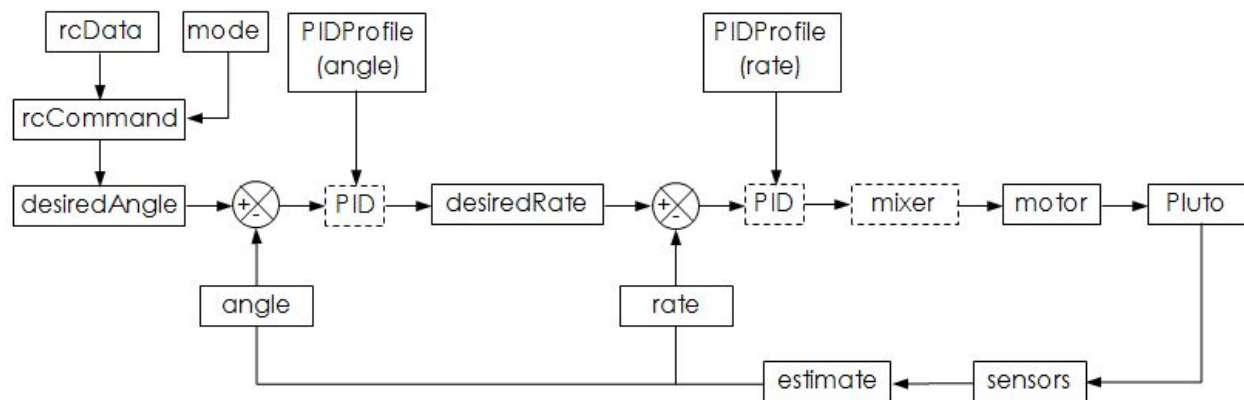 rcData
mode
PIDProfile
(angle)
PIDProfile
(rate)
rcCommand
desiredAngle
+
-
PID
desiredRate
+
-
PID
mixer
motor
Pluto
angle
rate
estimate
sensors